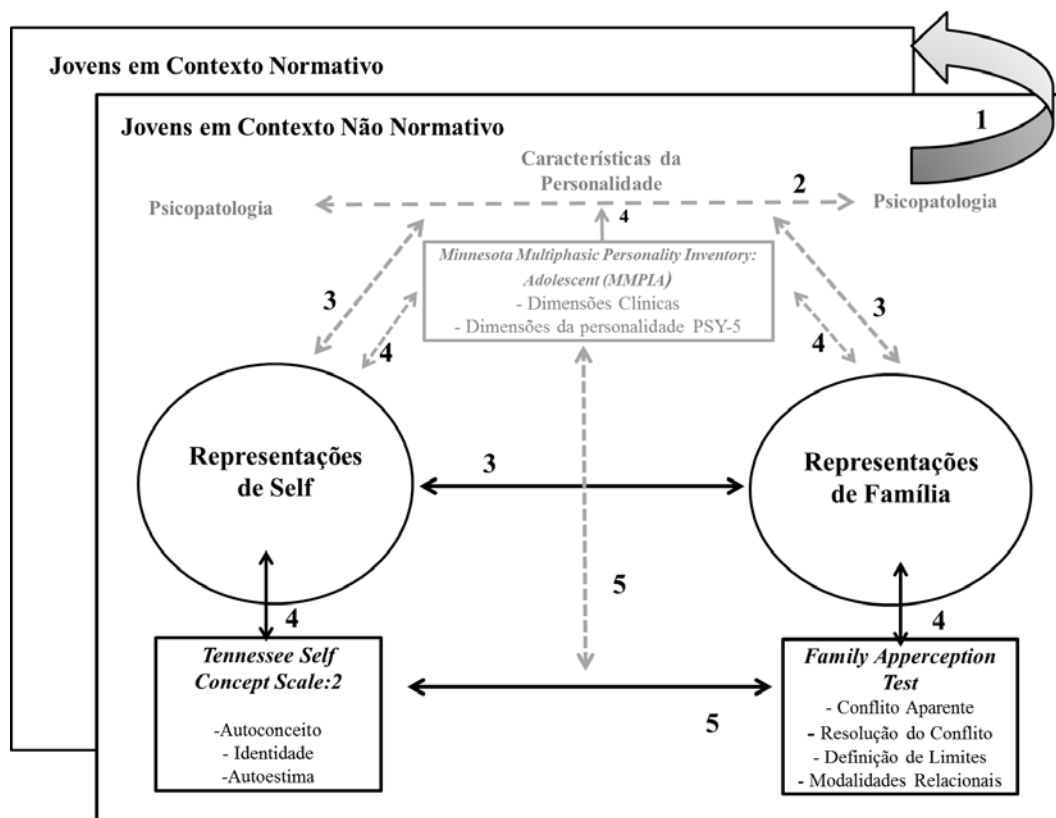 Jovens em Contexto Normativo
1
Jovens em Contexto Não Normativo
Características da
Personalidade
2
Psicopatologia
Psicopatologia
4
Minnesota Multiphasic Personality Inventory:
Adolescent (MMPIA)
- Dimensões Clínicas
- Dimensões da personalidade PSY-5
3
3
4
4
Representações
de Self
3
Representações
de Família
5
4
4
Tennessee Self
Concept Scale:2
-Autoconceito
- Identidade
-Autoestima
5
Family Apperception
Test
- Conflito Aparente
- Resolução do Conflito
- Definição de Limites
- Modalidades Relacionais